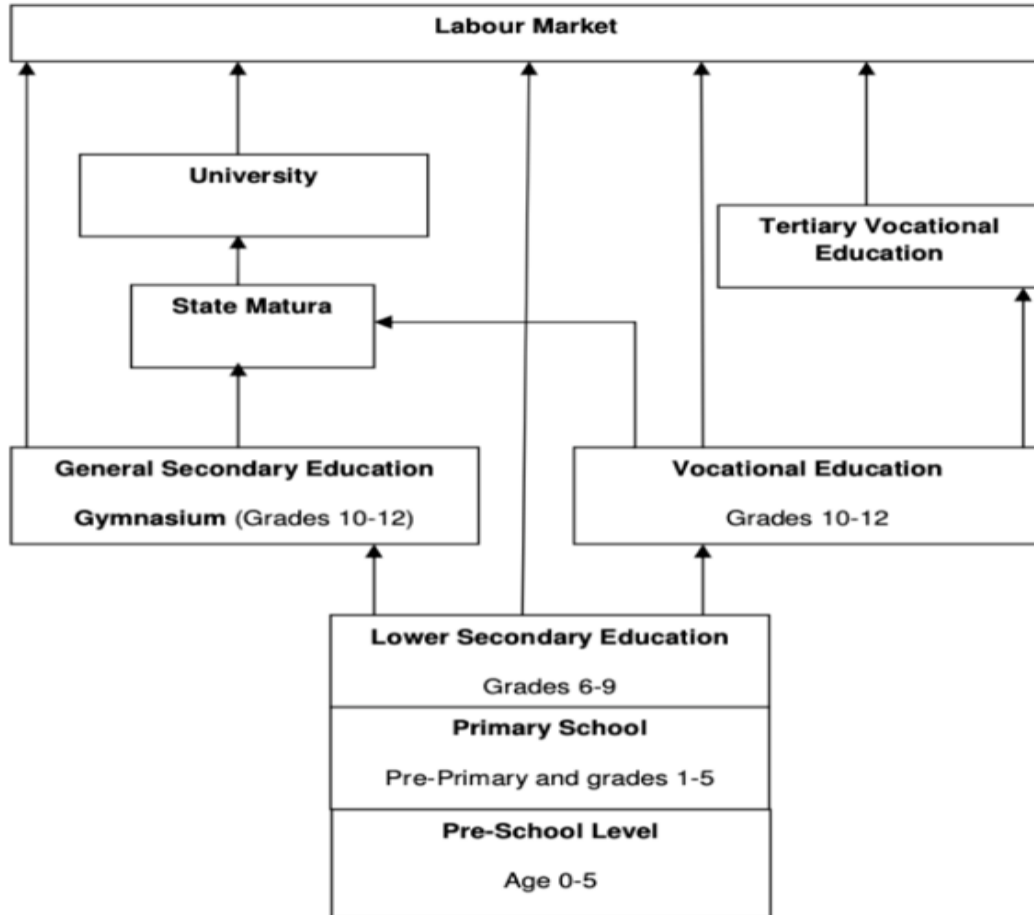 Labour Market
University
Tertiary Vocational
Education
State Matura
General Secondary Education
Gymnasium (Grades 10-12)
Vocational Education
Grades 10-12
Lower Secondary Education
Grades 6-9
Primary School
Pre-Primary and grades 1-5
Pre-School Level
Age 0-5